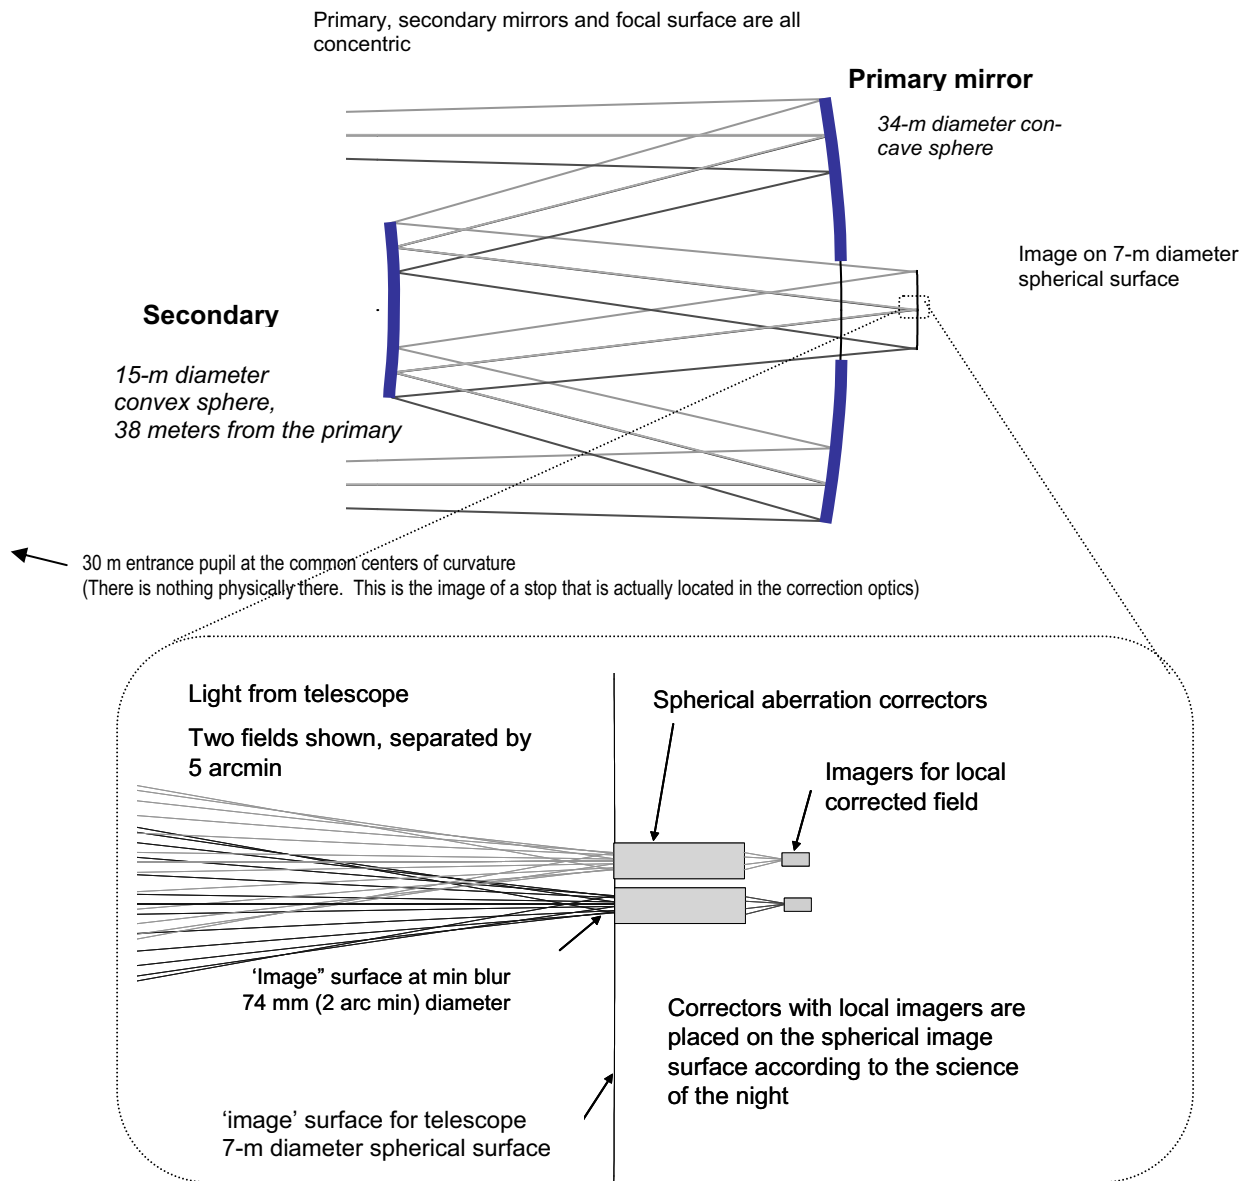 Primary, secondary mirrors and focal surface are all
concentric
Primary mirror
34-m diameter con-
cave sphere
Image on 7-m diameter
spherical surface
Secondary
15-m diameter
convex sphere,
38 meters from the primary
30 m entrance pupil at the common centers of curvature
(There is nothing physically there. This is the image of a stop that is actually located in the correction optics)
Light from telescope
Two fields shown, separated by
5 arcmin
Spherical aberration correctors
Imagers for local
corrected field
‘Image" surface at min blur
74 mm (2 arc min) diameter
Correctors with local imagers are
placed on the spherical image
surface according to the science
of the night
‘image’ surface for telescope
7-m diameter spherical surface